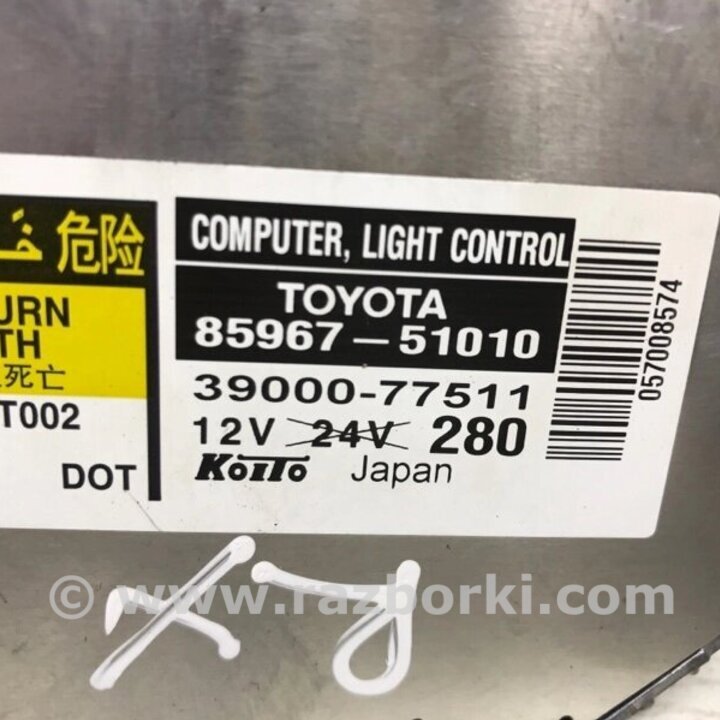 危险
COMPUTER, LIGHT CONTROL
TOYOTA
85967-51010
39000-77511
12V 24V 280
KOITO Japan
057008574
URN
TH
死亡
T002
DOT
© www.razborki.com